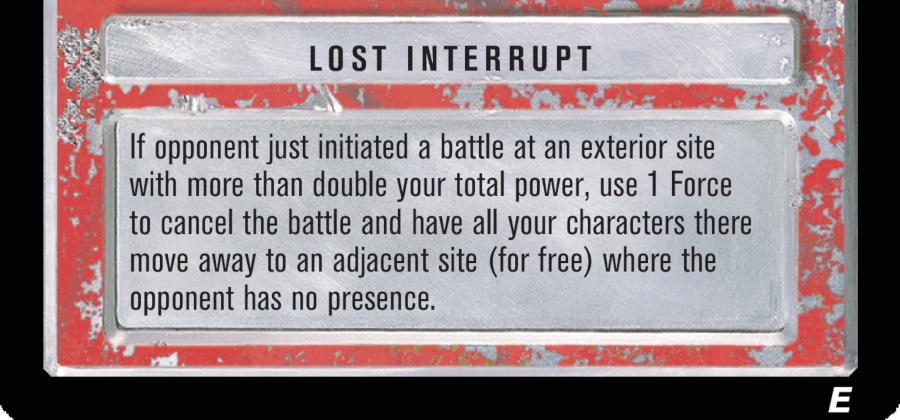 LOST INTERRUPT
If opponent just initiated a battle at an exterior site
with more than double your total power, use 1 Force
to cancel the battle and have all your characters there
move away to an adjacent site (for free) where the
opponent has no presence.
E